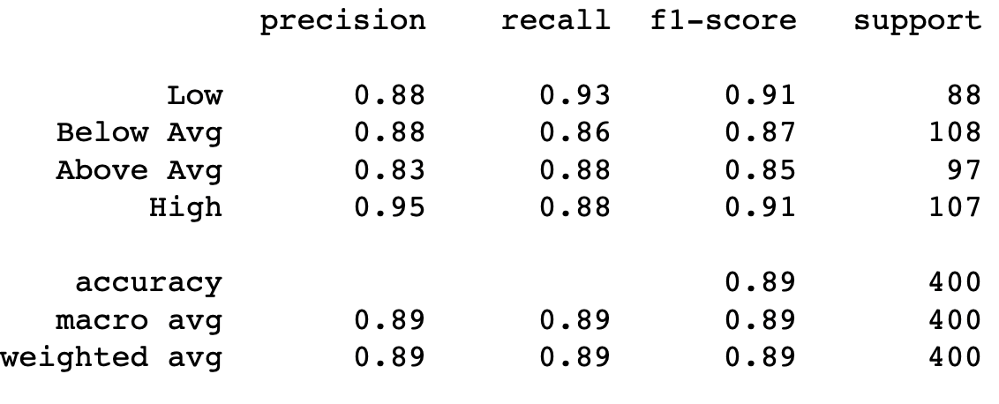 precision recall f1-score support
Low 0.88 0.93 0.91 88
Below Avg 0.88 0.86 0.87 108
Above Avg 0.83 0.88 0.85 97
High 0.95 0.88 0.91 107
accuracy 0.89 400
macro avg 0.89 0.89 0.89 400
weighted avg 0.89 0.89 0.89 400